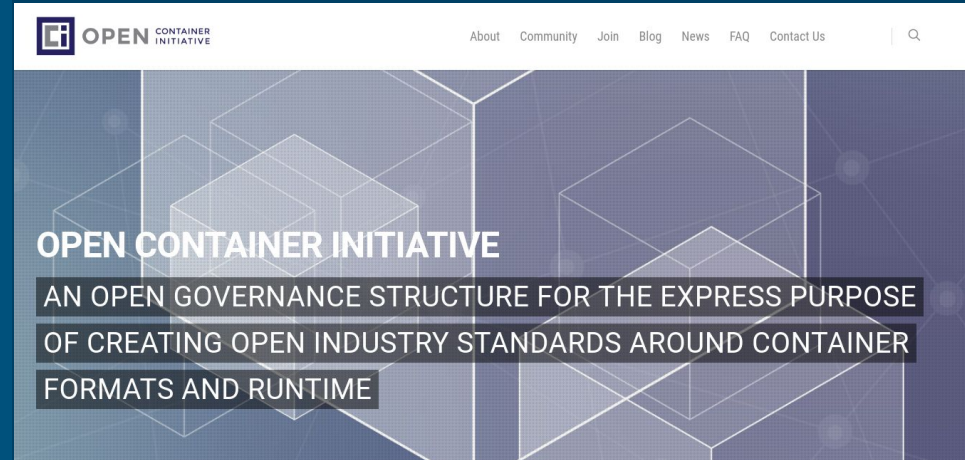 Ci OPEN CONTAINER INITIATIVE
About Community Join Blog News FAQ Contact Us
OPEN CONTAINER INITIATIVE
AN OPEN GOVERNANCE STRUCTURE FOR THE EXPRESS PURPOSE
OF CREATING OPEN INDUSTRY STANDARDS AROUND CONTAINER
FORMATS AND RUNTIME